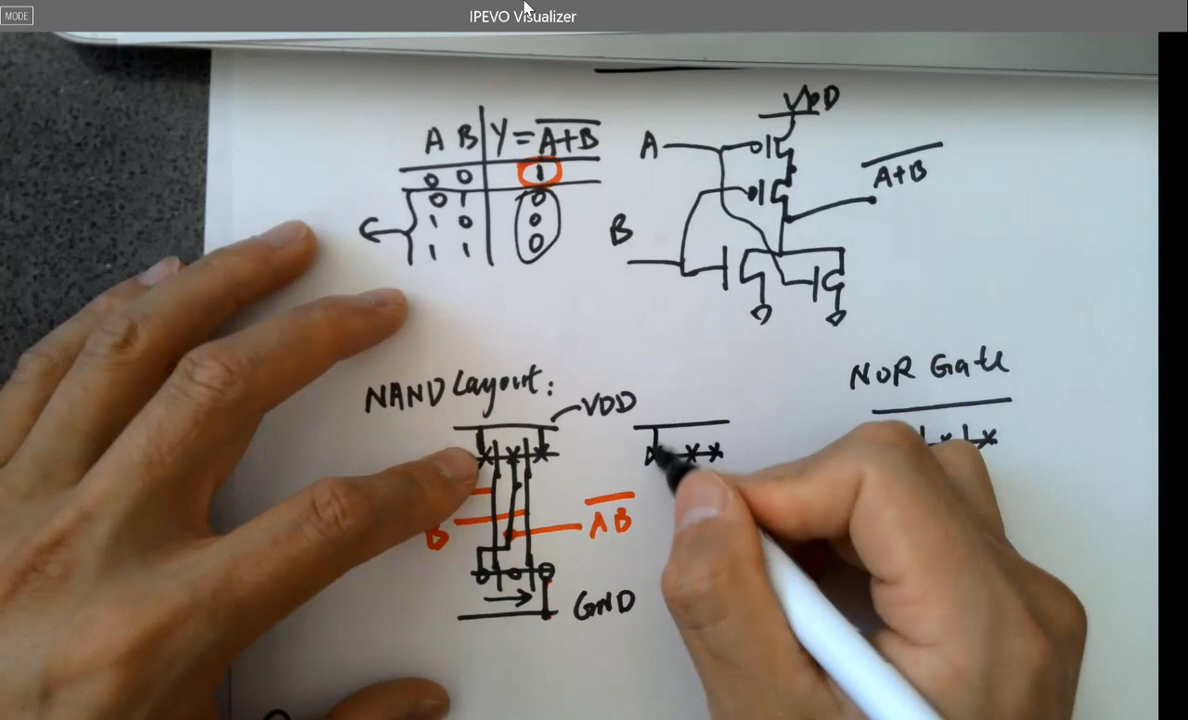 MODE
IPEVO Visualizer
A B Y = A+B
0 0 1
0 1 0
1 0 0
1 1 0
VDD
A
A+B
B
NAND Layout:
VDD
NOR Gate
B
AB
GND